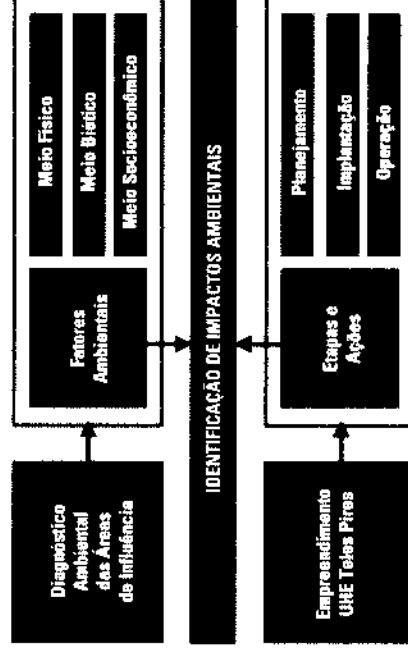 Diagnóstico
Ambiental
das Áreas
de Influência
Fatores
Ambientais
Meio Físico
Meio Biótico
Meio Socioeconômico
IDENTIFICAÇÃO DE IMPACTOS AMBIENTAIS
Empreendimento
UHE Teles Pires
Etapas e
Ações
Planejamento
Implantação
Operação